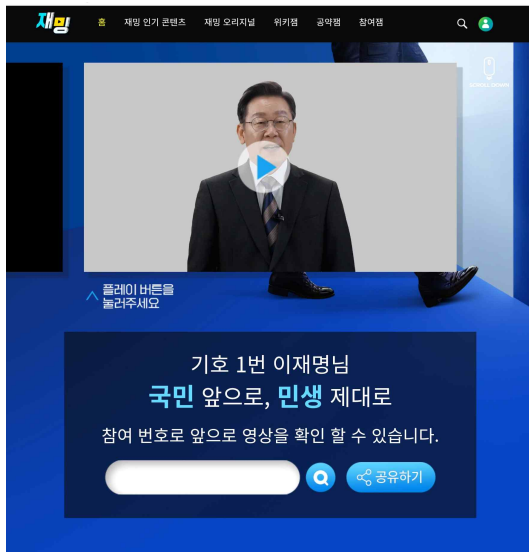 재밍
홈 재밍 인기 콘텐츠 재밍 오리지널 위키잼 공약잼 참여잼
SCROLL DOWN
플레이 버튼을
눌러주세요
기호 1번 이재명님
국민 앞으로, 민생 제대로
참여 번호로 앞으로 영상을 확인 할 수 있습니다.
공유하기